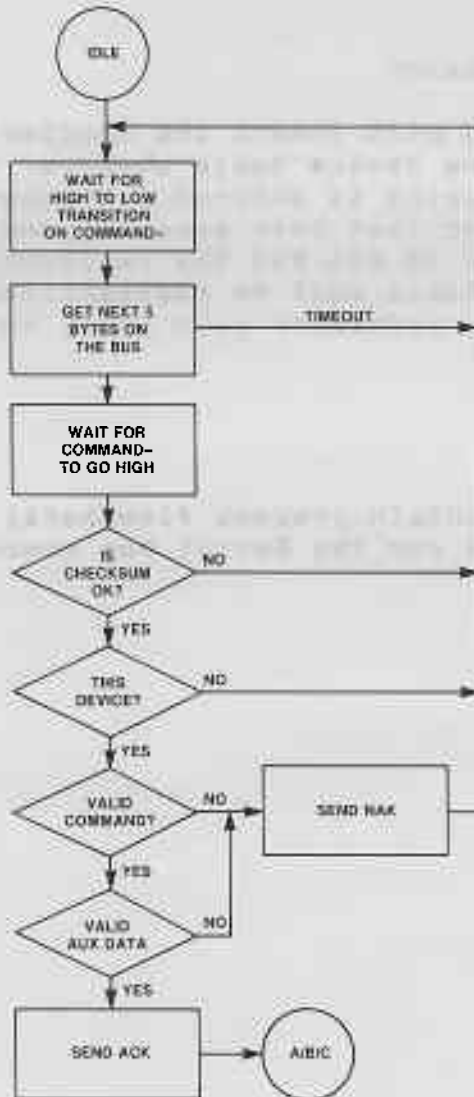 IDLE
WAIT FOR
HIGH TO LOW
TRANSITION
ON COMMAND-
GET NEXT 5
BYTES ON
THE BUS
TIMEOUT
WAIT FOR
COMMAND-
TO GO HIGH
IS
CHECKSUM
OK?
NO
YES
THIS
DEVICE?
NO
YES
VALID
COMMAND?
NO
SEND NAK
YES
VALID
AUX DATA
NO
YES
SEND ACK
A/B/C